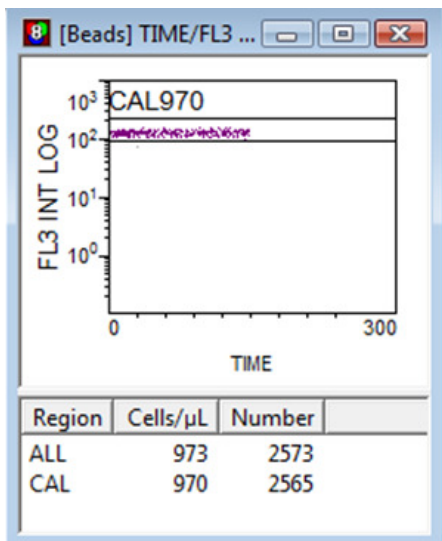 [Beads] TIME/FL3 ...
CAL970
10³
10²
10¹
10⁰
FL3 INT LOG
0
300
TIME
Region Cells/µL Number
ALL 973 2573
CAL 970 2565